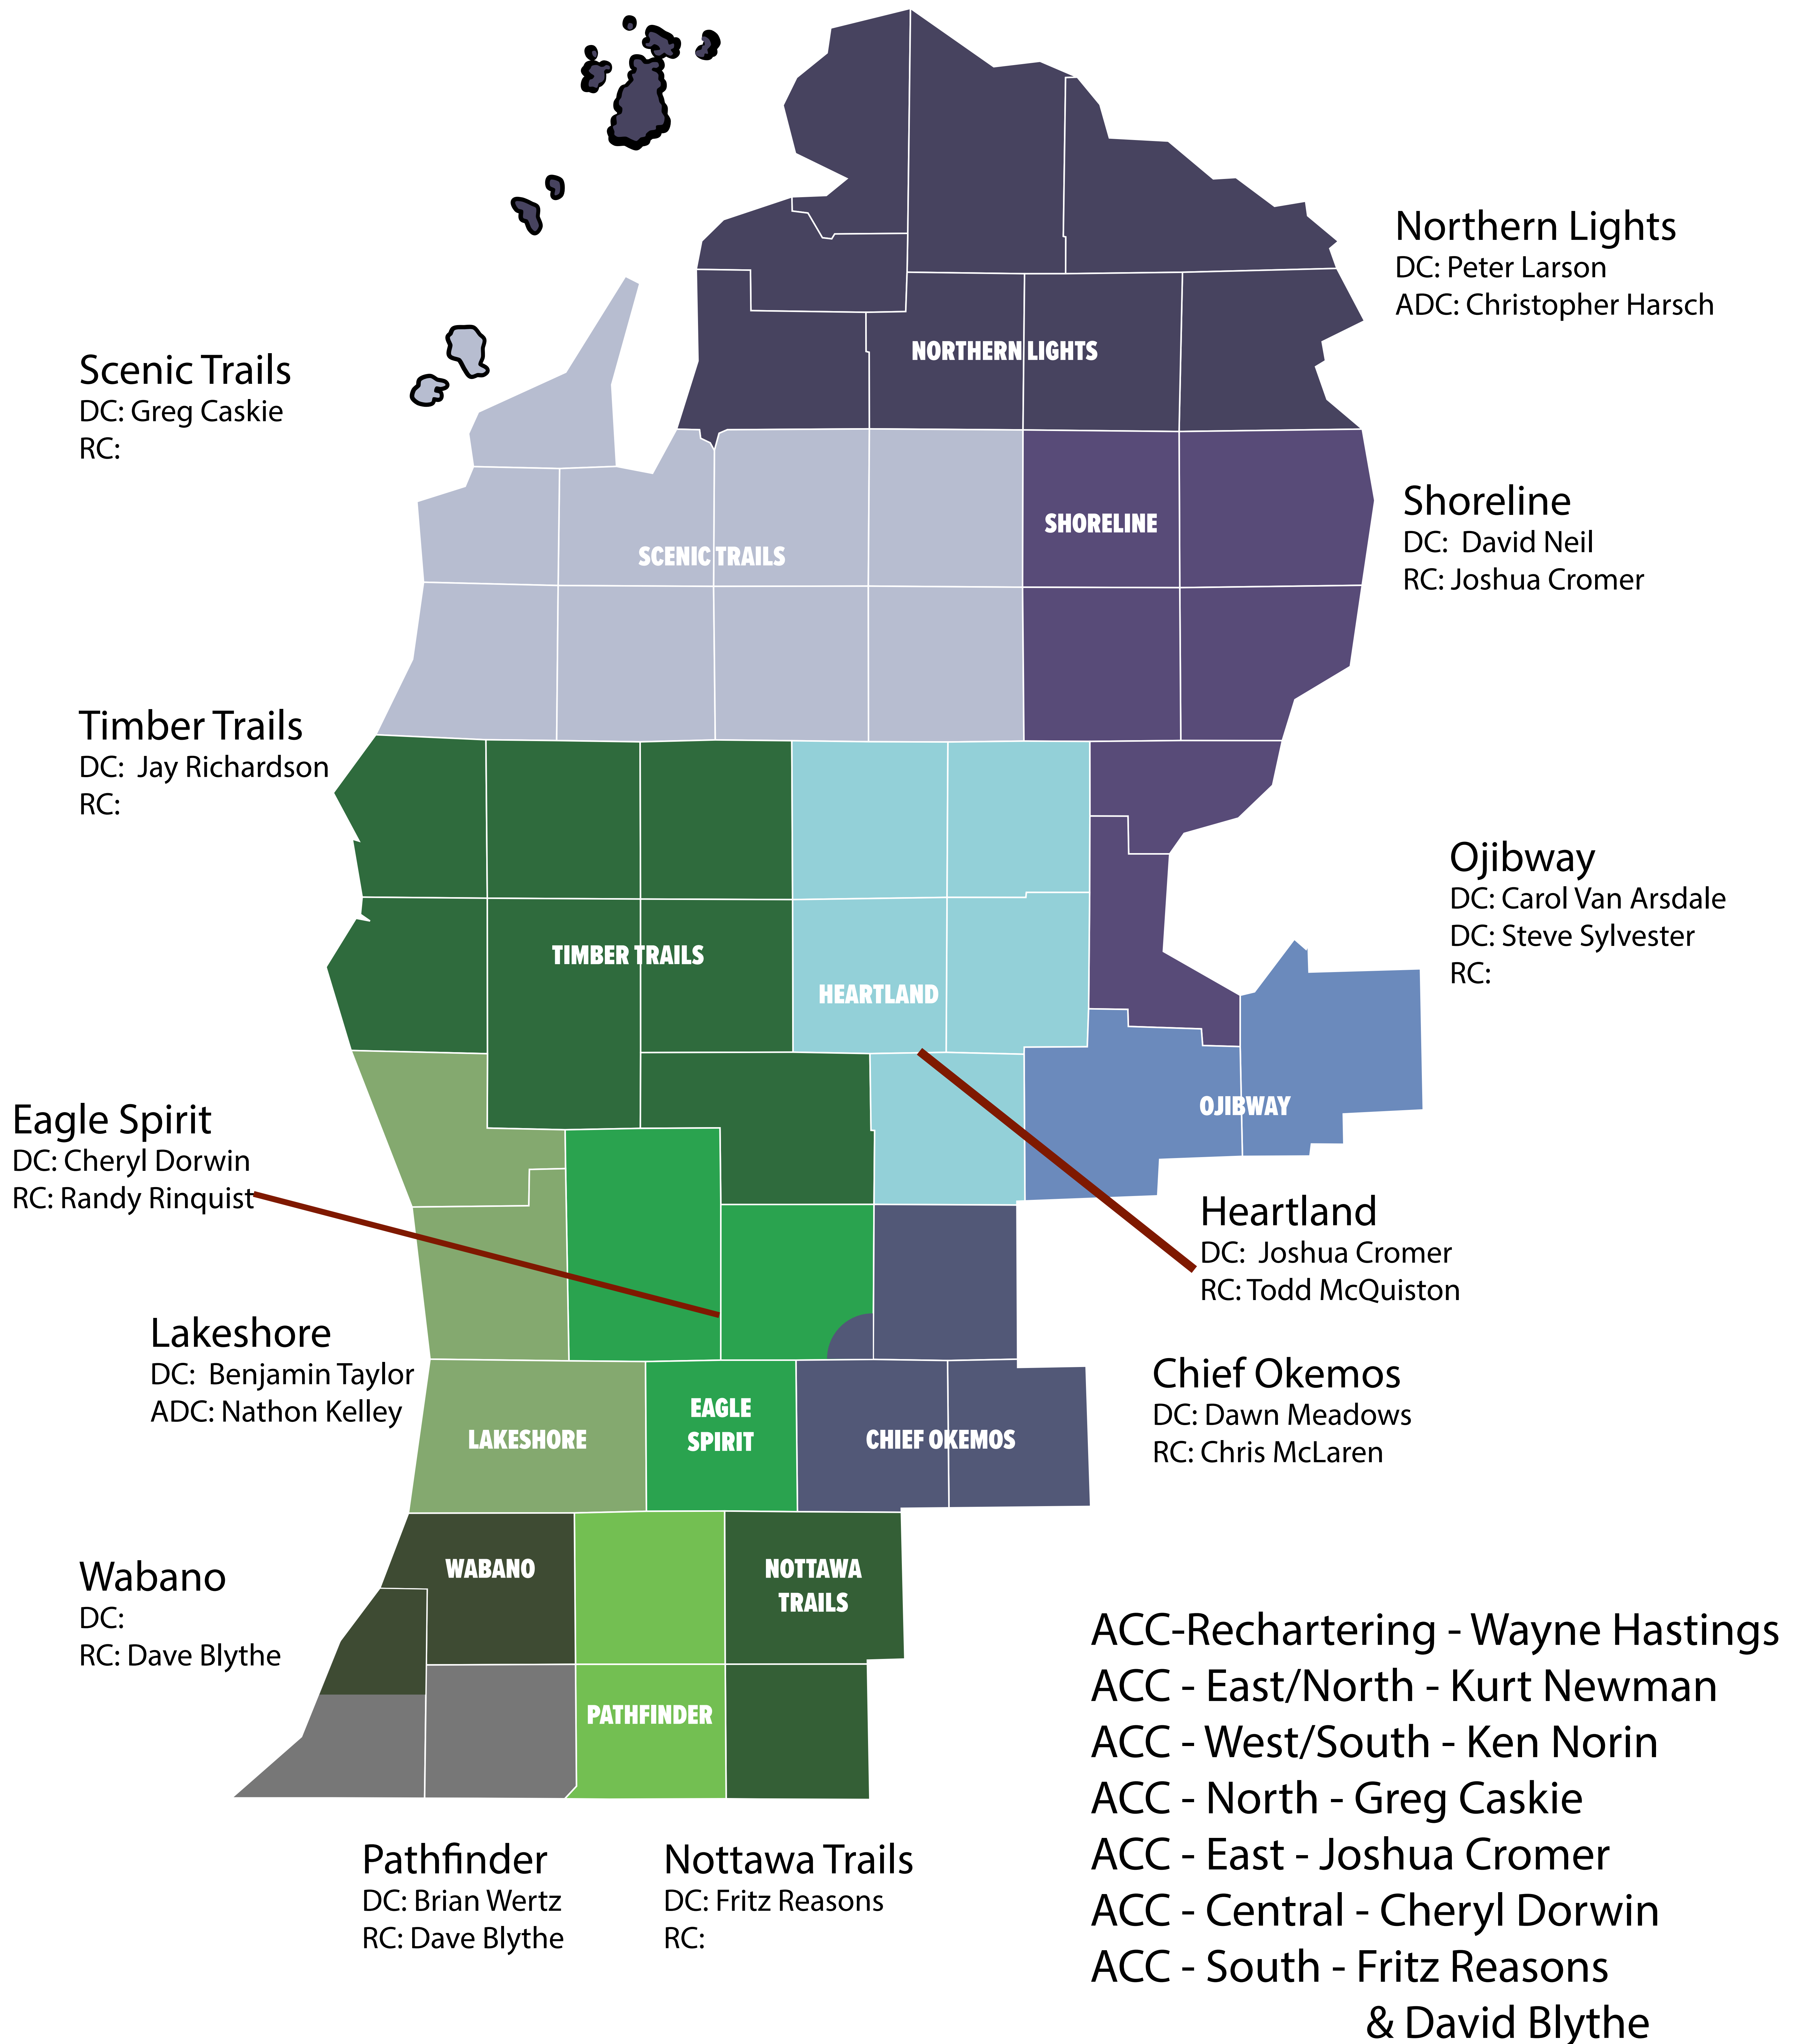 Northern Lights
DC: Peter Larson
ADC: Christopher Harsch
NORTHERN LIGHTS
Scenic Trails
DC: Greg Caskie
RC:
Shoreline
DC: David Neil
RC: Joshua Cromer
SHORELINE
SCENIC TRAILS
Timber Trails
DC: Jay Richardson
RC:
Ojibway
DC: Carol Van Arsdale
DC: Steve Sylvester
RC:
TIMBER TRAILS
HEARTLAND
OJIBWAY
Eagle Spirit
DC: Cheryl Dorwin
RC: Randy Rinquist
Heartland
DC: Joshua Cromer
RC: Todd McQuiston
Lakeshore
DC: Benjamin Taylor
ADC: Nathon Kelley
Chief Okemos
DC: Dawn Meadows
RC: Chris McLaren
LAKESHORE
EAGLE
SPIRIT
CHIEF OKEMOS
Wabano
DC:
RC: Dave Blythe
WABANO
NOTTAWA
TRAILS
PATHFINDER
Pathfinder
DC: Brian Wertz
RC: Dave Blythe
Nottawa Trails
DC: Fritz Reasons
RC:
ACC-Rechartering - Wayne Hastings
ACC - East/North - Kurt Newman
ACC - West/South - Ken Norin
ACC - North - Greg Caskie
ACC - East - Joshua Cromer
ACC - Central - Cheryl Dorwin
ACC - South - Fritz Reasons
& David Blythe